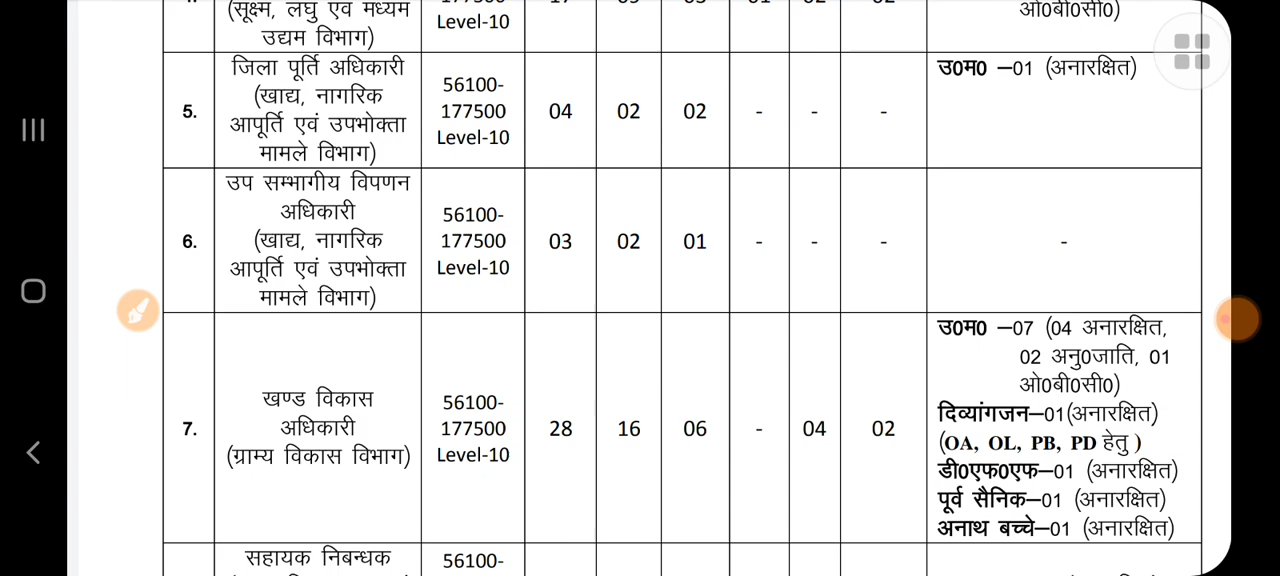 (सूक्ष्म, लघु एवं मध्यम
उद्यम विभाग)
177500
Level-10
ओ0बी0सी0)
5.
जिला पूर्ति अधिकारी
(खाद्य, नागरिक
आपूर्ति एवं उपभोक्ता
मामले विभाग)
56100-
177500
Level-10
04
02
02
-
-
-
उ0म0 –01 (अनारक्षित)
6.
उप सम्भागीय विपणन
अधिकारी
(खाद्य, नागरिक
आपूर्ति एवं उपभोक्ता
मामले विभाग)
56100-
177500
Level-10
03
02
01
-
-
-
-
7.
खण्ड विकास
अधिकारी
(ग्राम्य विकास विभाग)
56100-
177500
Level-10
28
16
06
-
04
02
उ0म0 –07 (04 अनारक्षित,
02 अनु0जाति, 01
ओ0बी0सी0)
दिव्यांगजन–01(अनारक्षित)
(OA, OL, PB, PD हेतु )
डी0एफ0एफ–01 (अनारक्षित)
पूर्व सैनिक–01 (अनारक्षित)
अनाथ बच्चे–01 (अनारक्षित)
सहायक निबन्धक
56100-